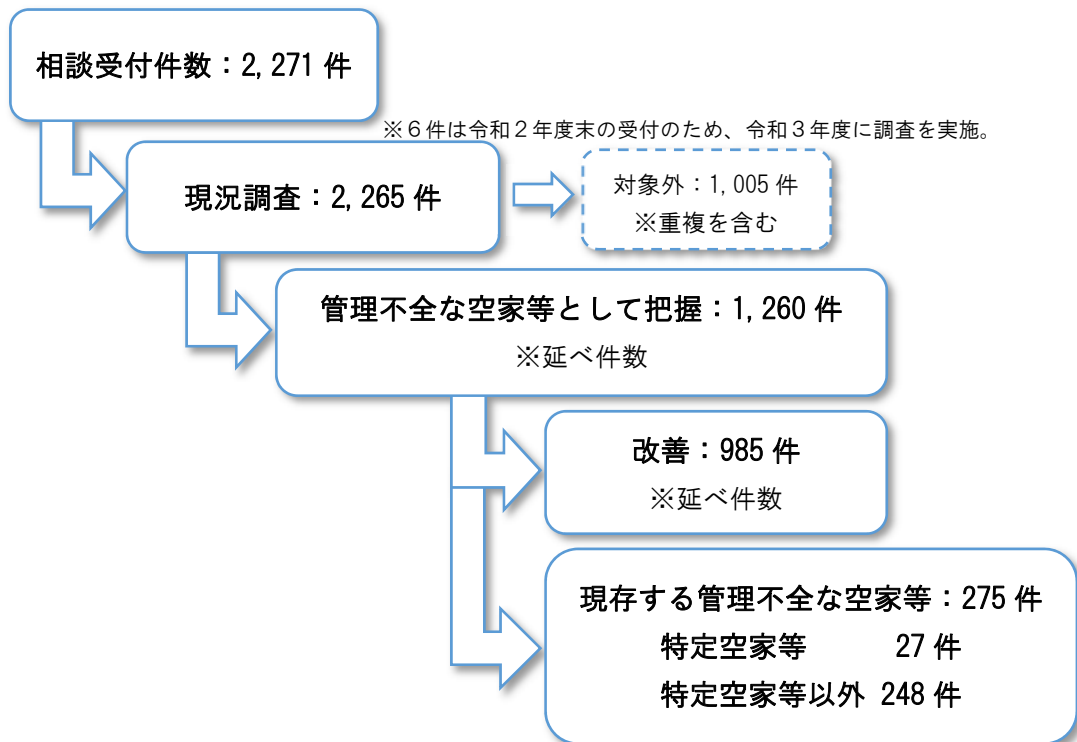 相談受付件数：2,271 件
※６件は令和２年度末の受付のため、令和３年度に調査を実施。
現況調査：2,265 件
対象外：1,005 件
※重複を含む
管理不全な空家等として把握：1,260 件
※延べ件数
改善：985 件
※延べ件数
現存する管理不全な空家等：275 件
特定空家等 27 件
特定空家等以外 248 件